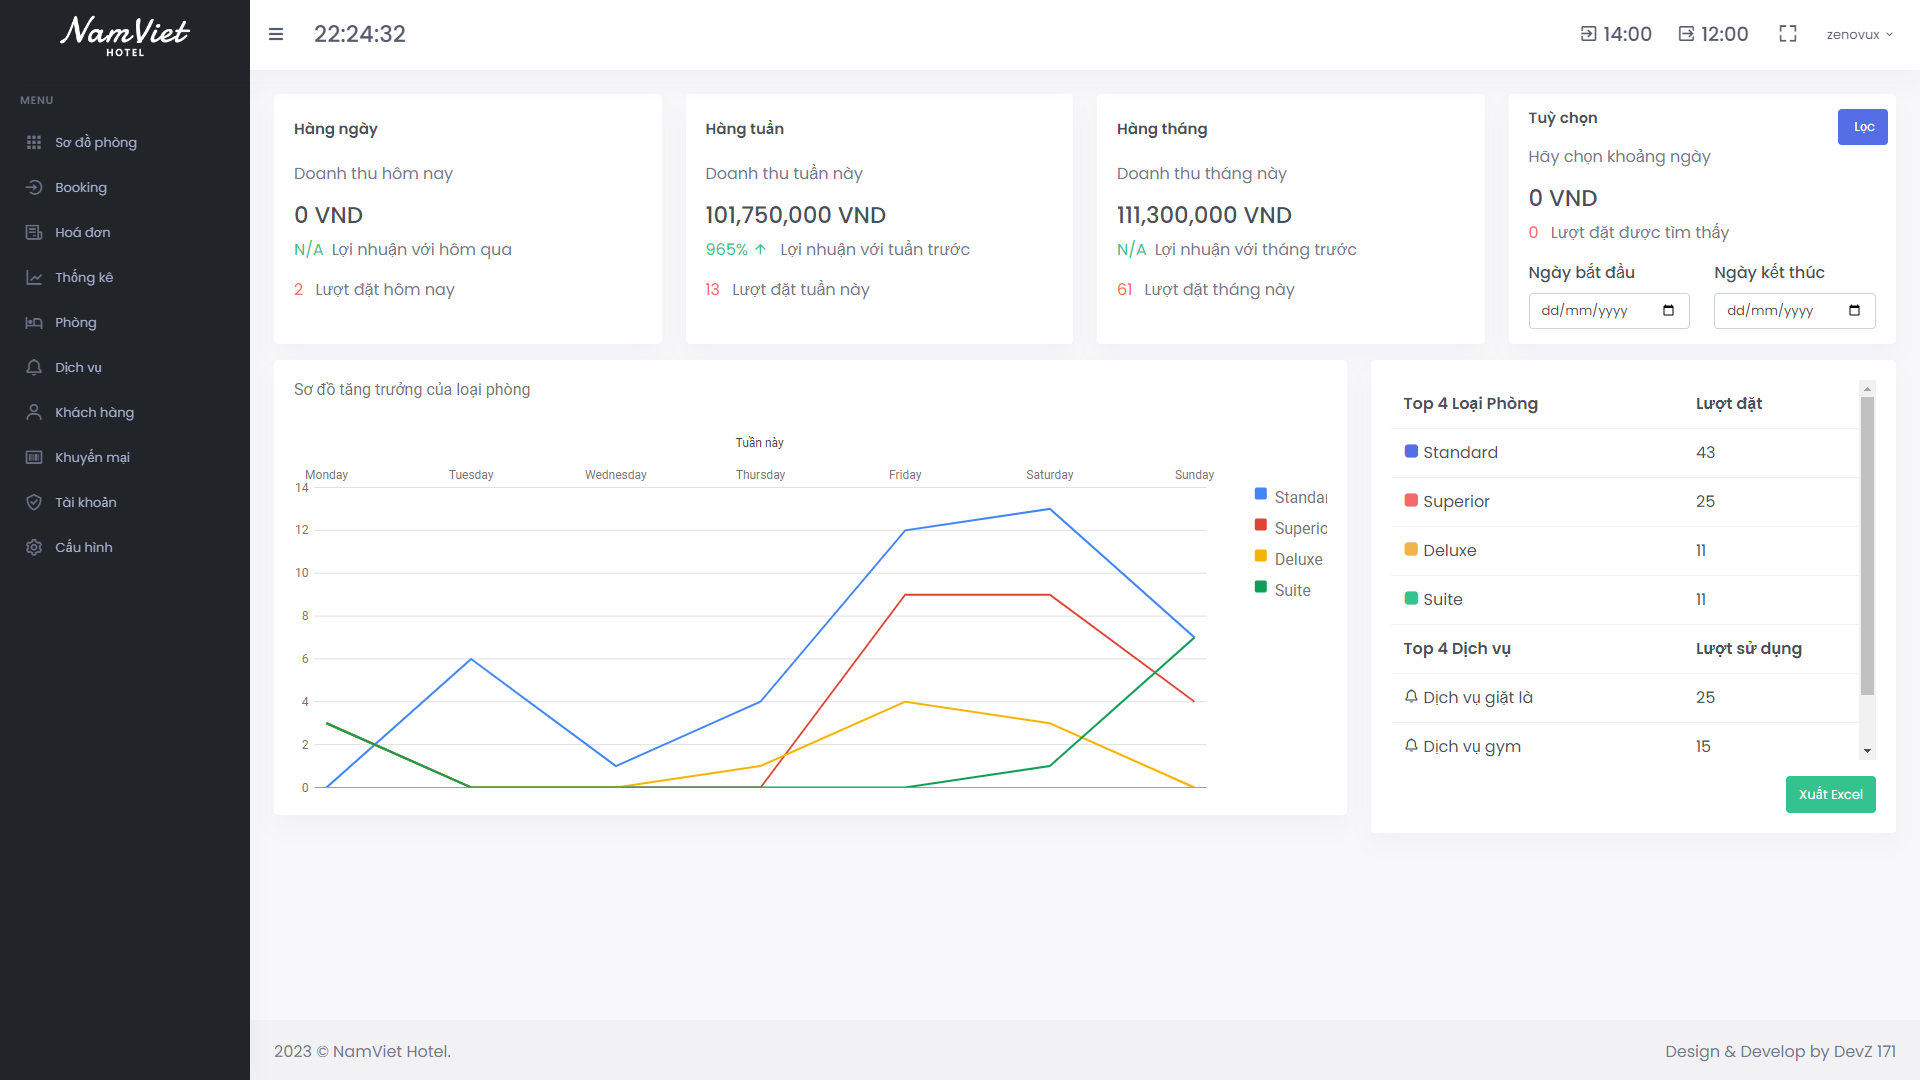 NamViet
HOTEL
22:24:32
14:00
12:00
zenovux
MENU
Sơ đồ phòng
Booking
Hoá đơn
Thống kê
Phòng
Dịch vụ
Khách hàng
Khuyến mại
Tài khoản
Cấu hình
Hàng ngày
Doanh thu hôm nay
0 VND
N/A Lợi nhuận với hôm qua
2 Lượt đặt hôm nay
Hàng tuần
Doanh thu tuần này
101,750,000 VND
965% ↑ Lợi nhuận với tuần trước
13 Lượt đặt tuần này
Hàng tháng
Doanh thu tháng này
111,300,000 VND
N/A Lợi nhuận với tháng trước
61 Lượt đặt tháng này
Tuỳ chọn
Lọc
Hãy chọn khoảng ngày
0 VND
0 Lượt đặt được tìm thấy
Ngày bắt đầu
Ngày kết thúc
dd/mm/yyyy
dd/mm/yyyy
Sơ đồ tăng trưởng của loại phòng
Tuần này
Monday Tuesday Wednesday Thursday Friday Saturday Sunday
14
12
10
8
6
4
2
0
Standar
Superio
Deluxe
Suite
Top 4 Loại Phòng Lượt đặt
Standard 43
Superior 25
Deluxe 11
Suite 11
Top 4 Dịch vụ Lượt sử dụng
Dịch vụ giặt là 25
Dịch vụ gym 15
Xuất Excel
2023 © NamViet Hotel.
Design & Develop by DevZ 171